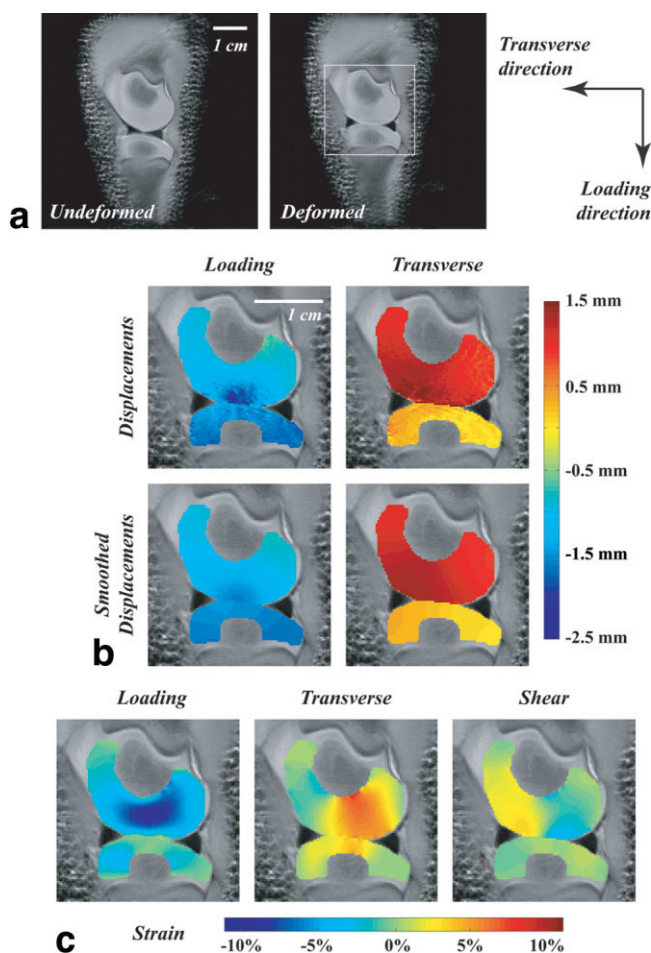 1 cm
Transverse
direction
Undeformed
Deformed
Loading
direction
a
Loading
Transverse
1 cm
Displacements
1.5 mm
0.5 mm
-0.5 mm
-1.5 mm
-2.5 mm
Smoothed
Displacements
b
Loading
Transverse
Shear
c
Strain
-10%
-5%
0%
5%
10%